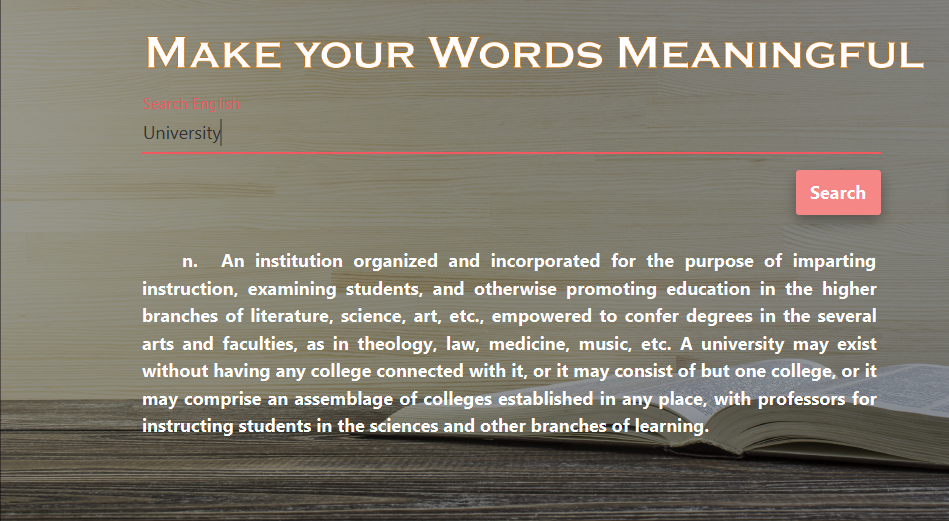 Make your Words Meaningful
Search English
University
Search
n. An institution organized and incorporated for the purpose of imparting
instruction, examining students, and otherwise promoting education in the higher
branches of literature, science, art, etc., empowered to confer degrees in the several
arts and faculties, as in theology, law, medicine, music, etc. A university may exist
without having any college connected with it, or it may consist of but one college, or it
may comprise an assemblage of colleges established in any place, with professors for
instructing students in the sciences and other branches of learning.